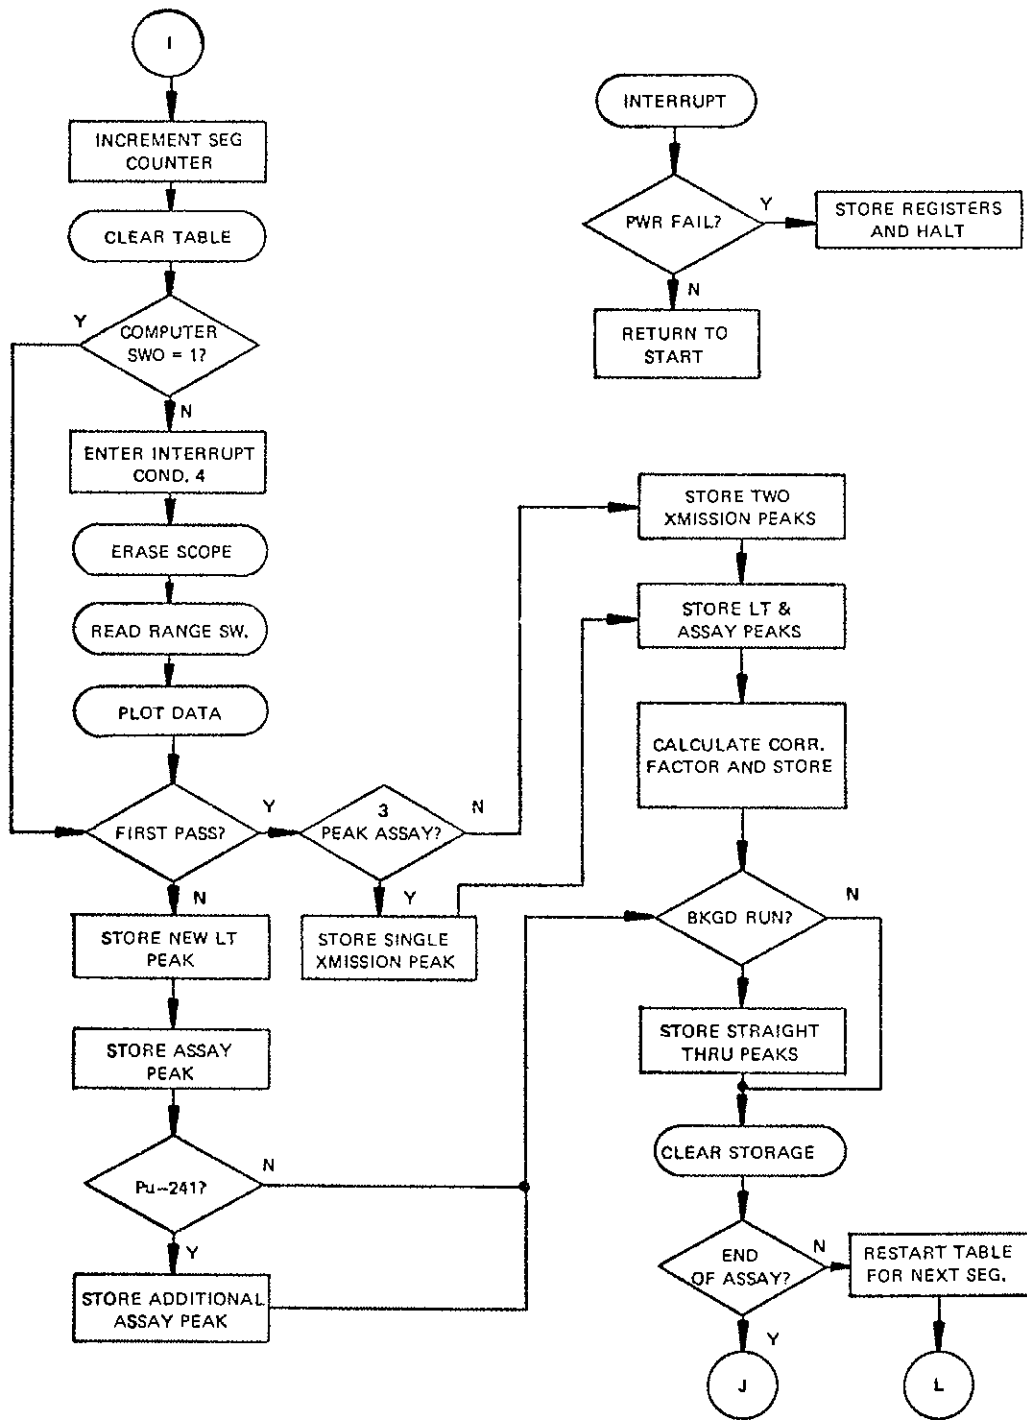 I
INCREMENT SEG
COUNTER
CLEAR TABLE
Y
COMPUTER
SWO = 1?
N
ENTER INTERRUPT
COND. 4
ERASE SCOPE
READ RANGE SW.
PLOT DATA
FIRST PASS?
Y
N
3
PEAK ASSAY?
N
Y
STORE SINGLE
XMISSION PEAK
STORE NEW LT
PEAK
STORE ASSAY
PEAK
Pu-241?
N
Y
STORE ADDITIONAL
ASSAY PEAK
INTERRUPT
PWR FAIL?
Y
STORE REGISTERS
AND HALT
N
RETURN TO
START
STORE TWO
XMISSION PEAKS
STORE LT &
ASSAY PEAKS
CALCULATE CORR.
FACTOR AND STORE
BKGD RUN?
N
Y
STORE STRAIGHT
THRU PEAKS
CLEAR STORAGE
END
OF ASSAY?
N
RESTART TABLE
FOR NEXT SEG.
Y
J
L